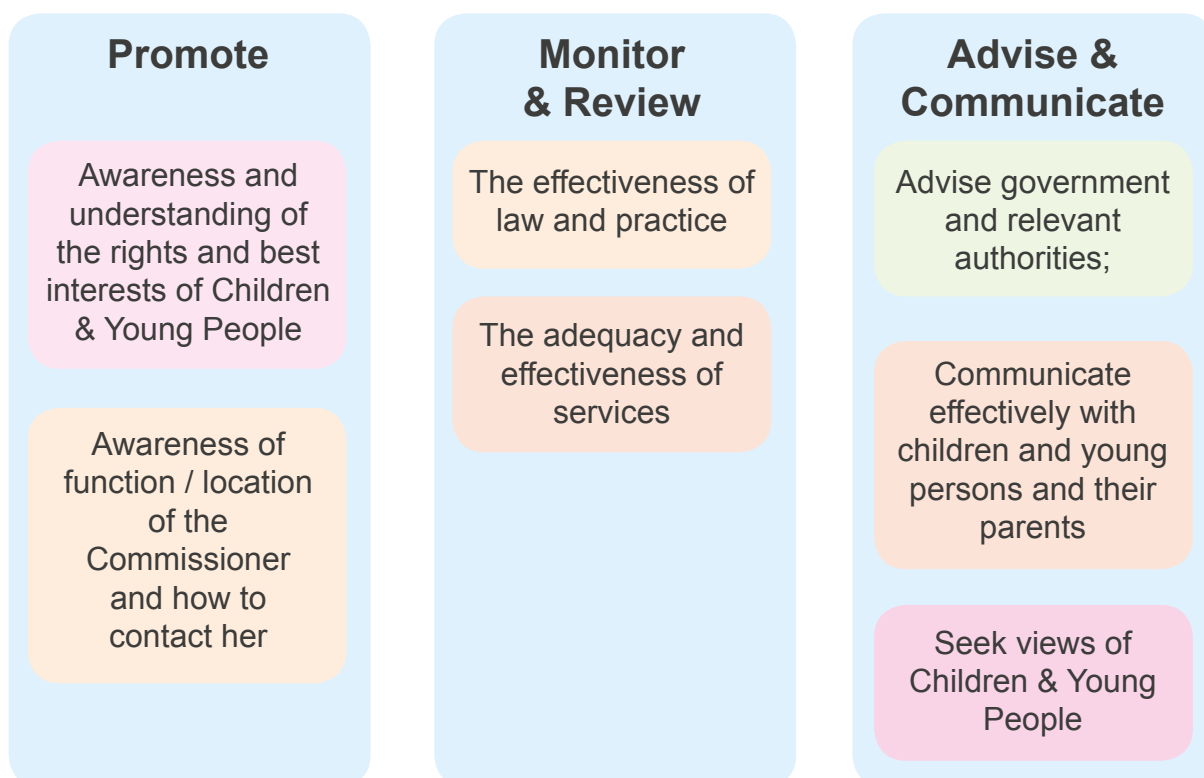 Promote
Awareness and
understanding of
the rights and best
interests of Children
& Young People
Awareness of
function / location
of the
Commissioner
and how to
contact her
Monitor
& Review
The effectiveness of
law and practice
The adequacy and
effectiveness of
services
Advise &
Communicate
Advise government
and relevant
authorities;
Communicate
effectively with
children and young
persons and their
parents
Seek views of
Children & Young
People